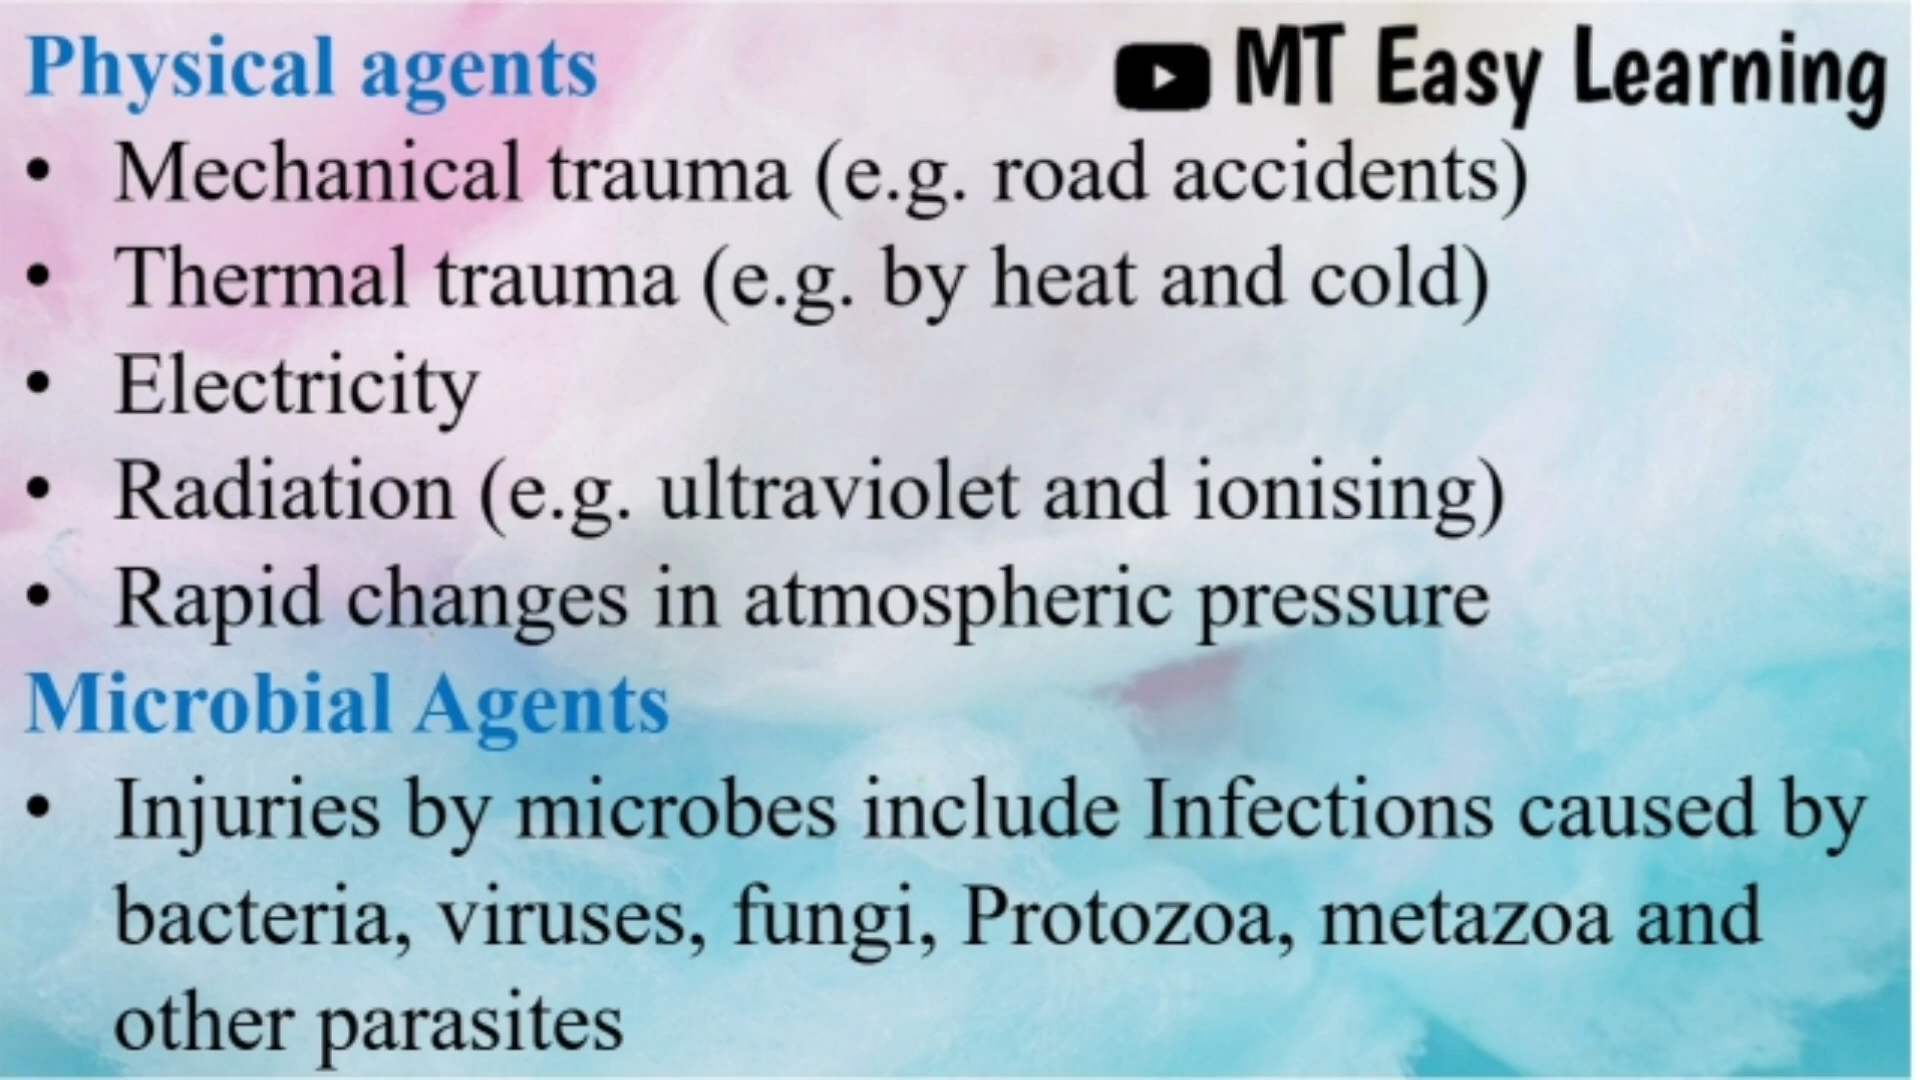 Physical agents
MT Easy Learning
• Mechanical trauma (e.g. road accidents)
• Thermal trauma (e.g. by heat and cold)
• Electricity
• Radiation (e.g. ultraviolet and ionising)
• Rapid changes in atmospheric pressure
Microbial Agents
• Injuries by microbes include Infections caused by
bacteria, viruses, fungi, Protozoa, metazoa and
other parasites